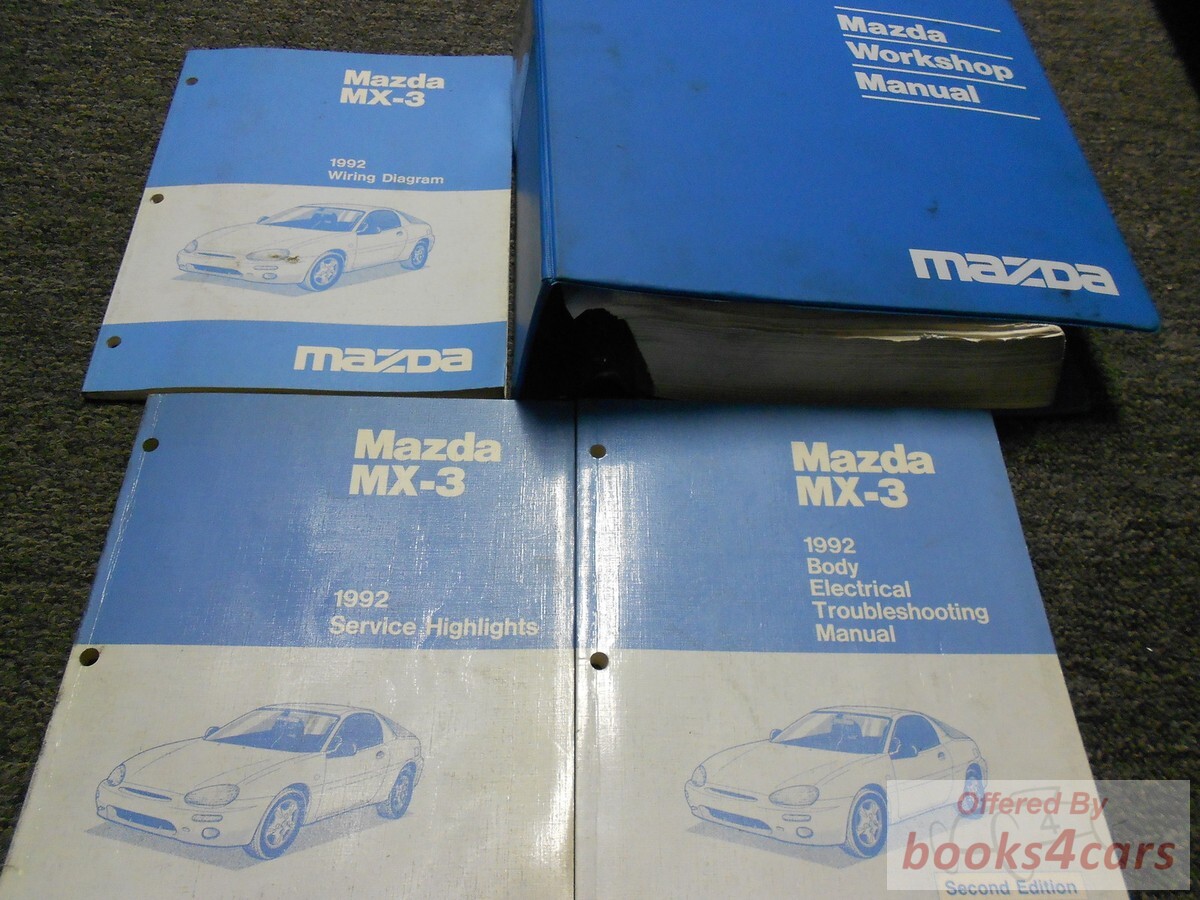 Mazda
MX-3
1992
Wiring Diagram
mazda
Mazda
Workshop
Manual
mazda
Mazda
MX-3
1992
Service Highlights
Mazda
MX-3
1992
Body
Electrical
Troubleshooting
Manual
Offered By
4
books4cars
Second Edition